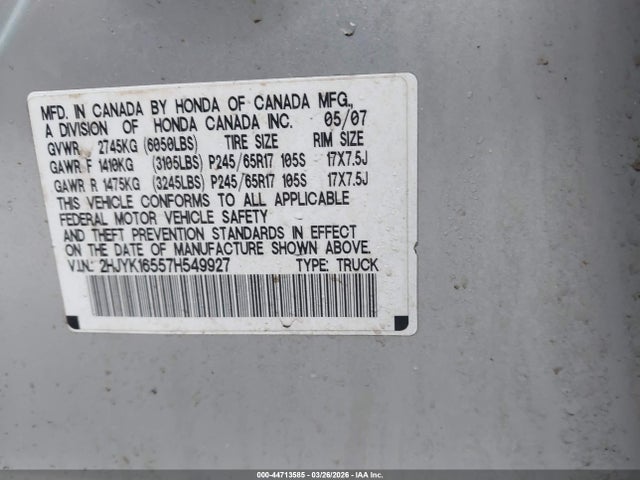 MFD. IN CANADA BY HONDA OF CANADA MFG.,
A DIVISION OF HONDA CANADA INC. 05/07
GVWR 2745KG (6050LBS) TIRE SIZE RIM SIZE
GAWR F 1410KG (3105LBS) P245/65R17 105S 17X7.5J
GAWR R 1475KG (3245LBS) P245/65R17 105S 17X7.5J
THIS VEHICLE CONFORMS TO ALL APPLICABLE
FEDERAL MOTOR VEHICLE SAFETY
AND THEFT PREVENTION STANDARDS IN EFFECT
ON THE DATE OF MANUFACTURE SHOWN ABOVE.
V.I.N.: 2HJYK16557H549927 TYPE: TRUCK
000-44713585 | 03/26/2026 | IAA Inc.